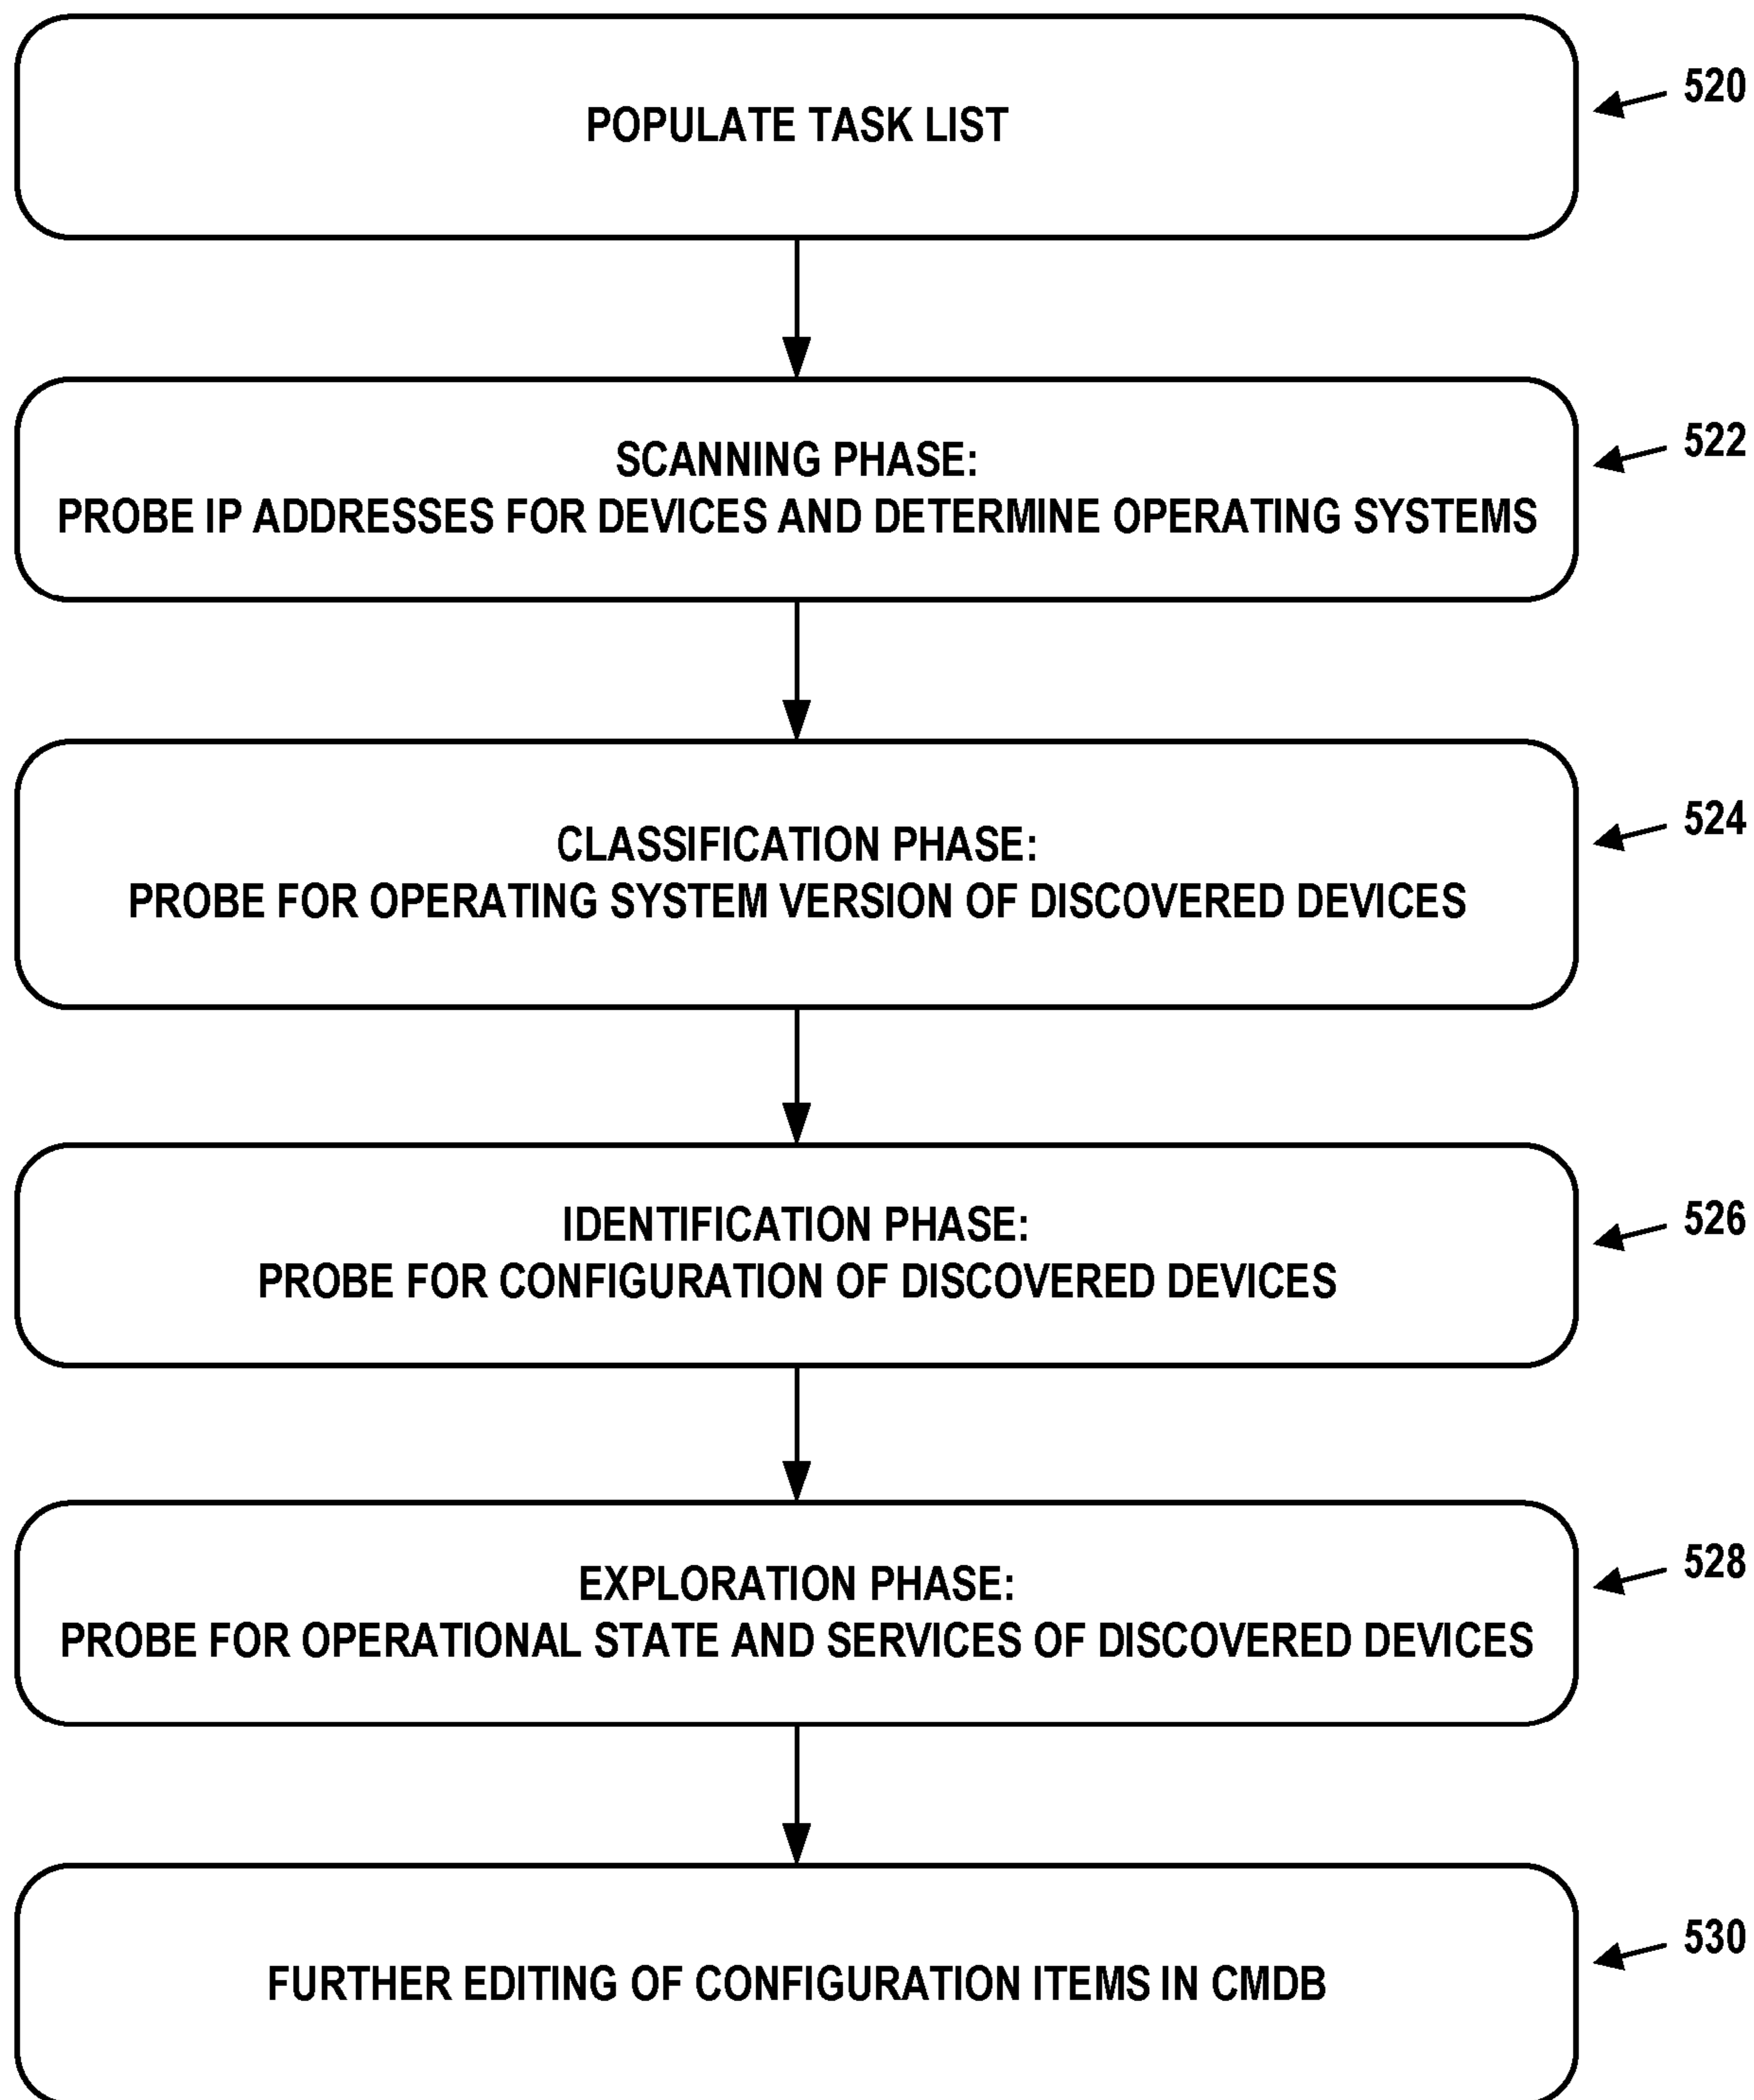 POPULATE TASK LIST
520
SCANNING PHASE:
PROBE IP ADDRESSES FOR DEVICES AND DETERMINE OPERATING SYSTEMS
522
CLASSIFICATION PHASE:
PROBE FOR OPERATING SYSTEM VERSION OF DISCOVERED DEVICES
524
IDENTIFICATION PHASE:
PROBE FOR CONFIGURATION OF DISCOVERED DEVICES
526
EXPLORATION PHASE:
PROBE FOR OPERATIONAL STATE AND SERVICES OF DISCOVERED DEVICES
528
FURTHER EDITING OF CONFIGURATION ITEMS IN CMDB
530